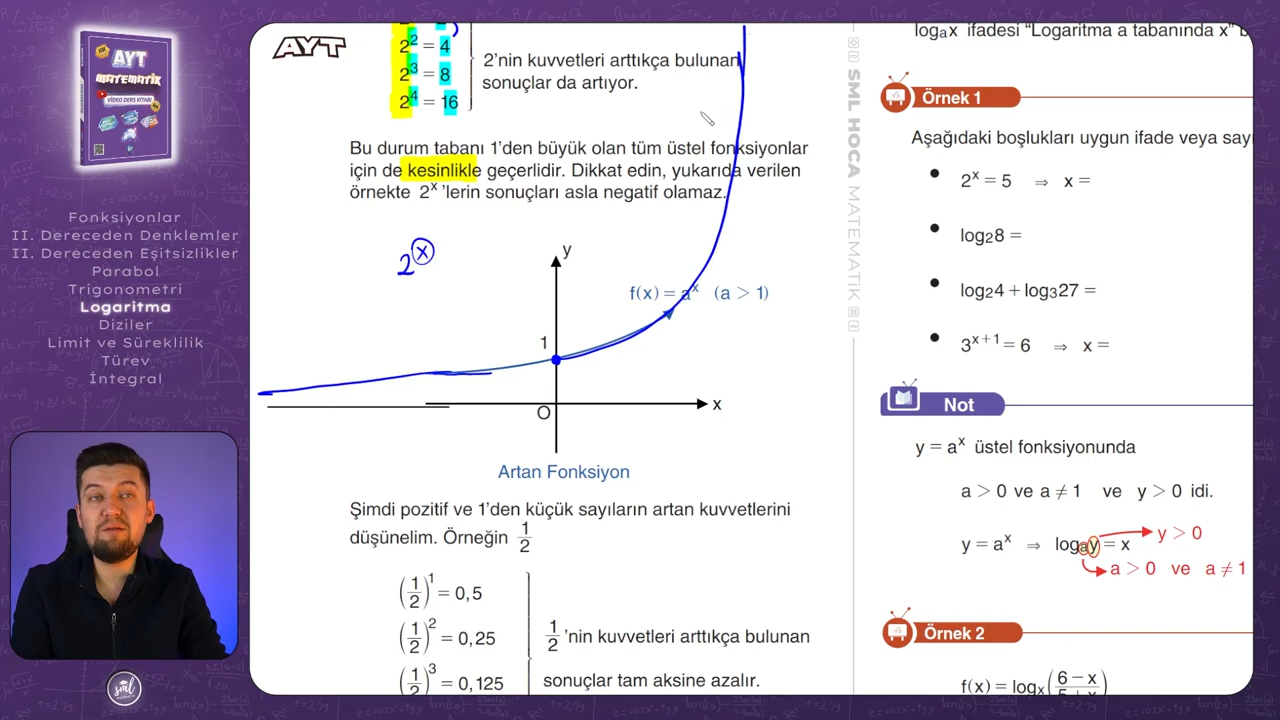 AYT
MATEMATİK
VİDEO DERS KİTABI
Fonksiyonlar
II. Dereceden Denklemler
II. Dereceden Eşitsizlikler
Parabol
Trigonometri
Logaritma
Diziler
Limit ve Süreklilik
Türev
İntegral
sml
AYT
2² = 4
2³ = 8
2⁴ = 16
2'nin kuvvetleri arttıkça bulunan
sonuçlar da artıyor.
Bu durum tabanı 1'den büyük olan tüm üstel fonksiyonlar
için de kesinlikle geçerlidir. Dikkat edin, yukarıda verilen
örnekte 2ˣ 'lerin sonuçları asla negatif olamaz.
2ˣ
y
f(x) = aˣ (a > 1)
1
O
x
Artan Fonksiyon
Şimdi pozitif ve 1'den küçük sayıların artan kuvvetlerini
düşünelim. Örneğin 1/2
(1/2)¹ = 0,5
(1/2)² = 0,25
(1/2)³ = 0,125
1/2 'nin kuvvetleri arttıkça bulunan
sonuçlar tam aksine azalır.
SML HOCA MATEMATİK
logₐx ifadesi "Logaritma a tabanında x"
Örnek 1
Aşağıdaki boşlukları uygun ifade veya sayı
• 2ˣ = 5 ⇒ x =
• log₂8 =
• log₂4 + log₃27 =
• 3ˣ⁺¹ = 6 ⇒ x =
Not
y = aˣ üstel fonksiyonunda
a > 0 ve a ≠ 1 ve y > 0 idi.
y = aˣ ⇒ logₐy = x
y > 0
a > 0 ve a ≠ 1
Örnek 2
f(x) = logₓ(6 − x / 5 + x)